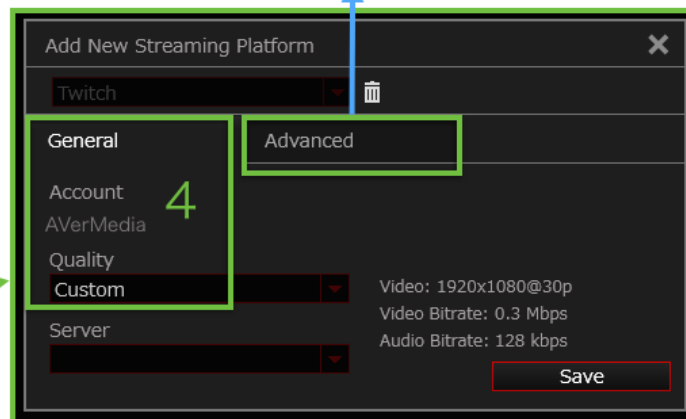 Add New Streaming Platform
Twitch
General Advanced
Account
4
AVerMedia
Quality
Custom
Video: 1920x1080@30p
Video Bitrate: 0.3 Mbps
Server
Audio Bitrate: 128 kbps
Save